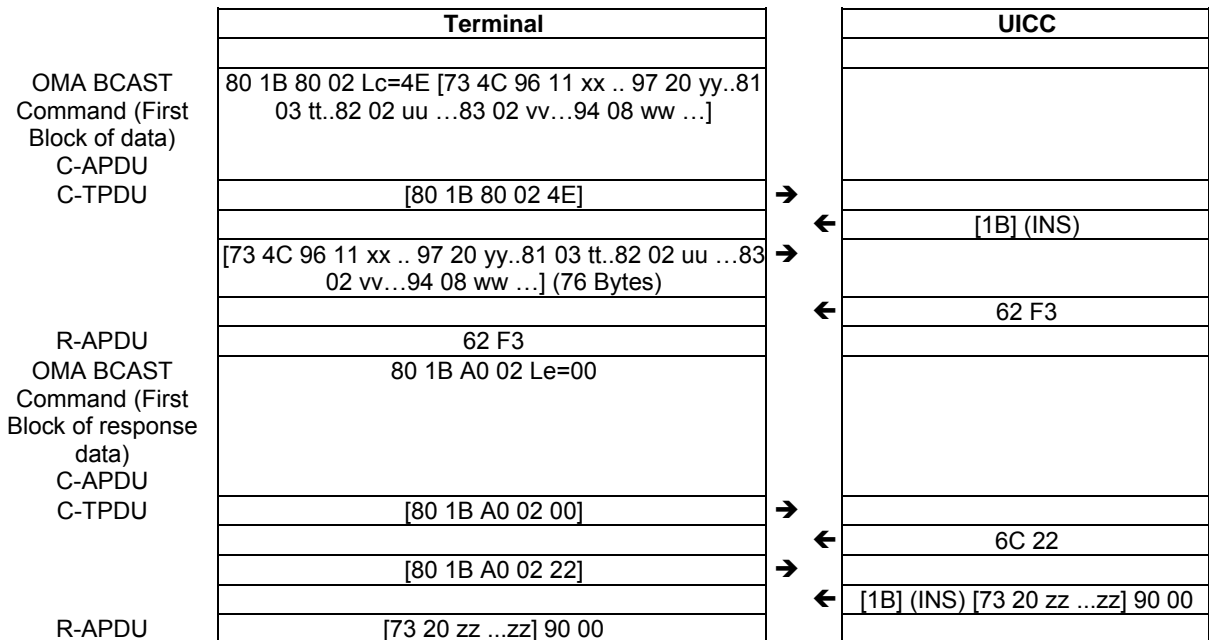 Terminal UICC
OMA BCAST
Command (First
Block of data)
C-APDU
80 1B 80 02 Lc=4E [73 4C 96 11 xx .. 97 20 yy..81
03 tt..82 02 uu …83 02 vv…94 08 ww …]
C-TPDU [80 1B 80 02 4E] ➔
🡸 [1B] (INS)
[73 4C 96 11 xx .. 97 20 yy..81 03 tt..82 02 uu …83 ➔
02 vv…94 08 ww …] (76 Bytes)
🡸 62 F3
R-APDU 62 F3
OMA BCAST
Command (First
Block of response
data)
C-APDU
80 1B A0 02 Le=00
C-TPDU [80 1B A0 02 00] ➔
🡸 6C 22
[80 1B A0 02 22] ➔
🡸 [1B] (INS) [73 20 zz ...zz] 90 00
R-APDU [73 20 zz ...zz] 90 00